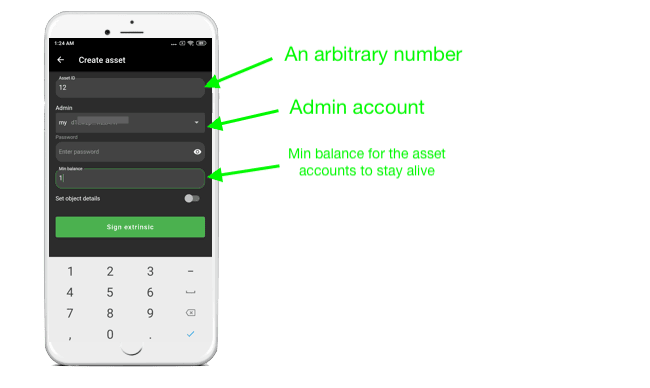 1:24 AM
Create asset
Asset ID
12
An arbitrary number
Admin
my
Admin account
Password
Enter password
Min balance
1
Min balance for the asset
accounts to stay alive
Set object details
Sign extrinsic
1 2 3 -
4 5 6
7 8 9
, 0 .